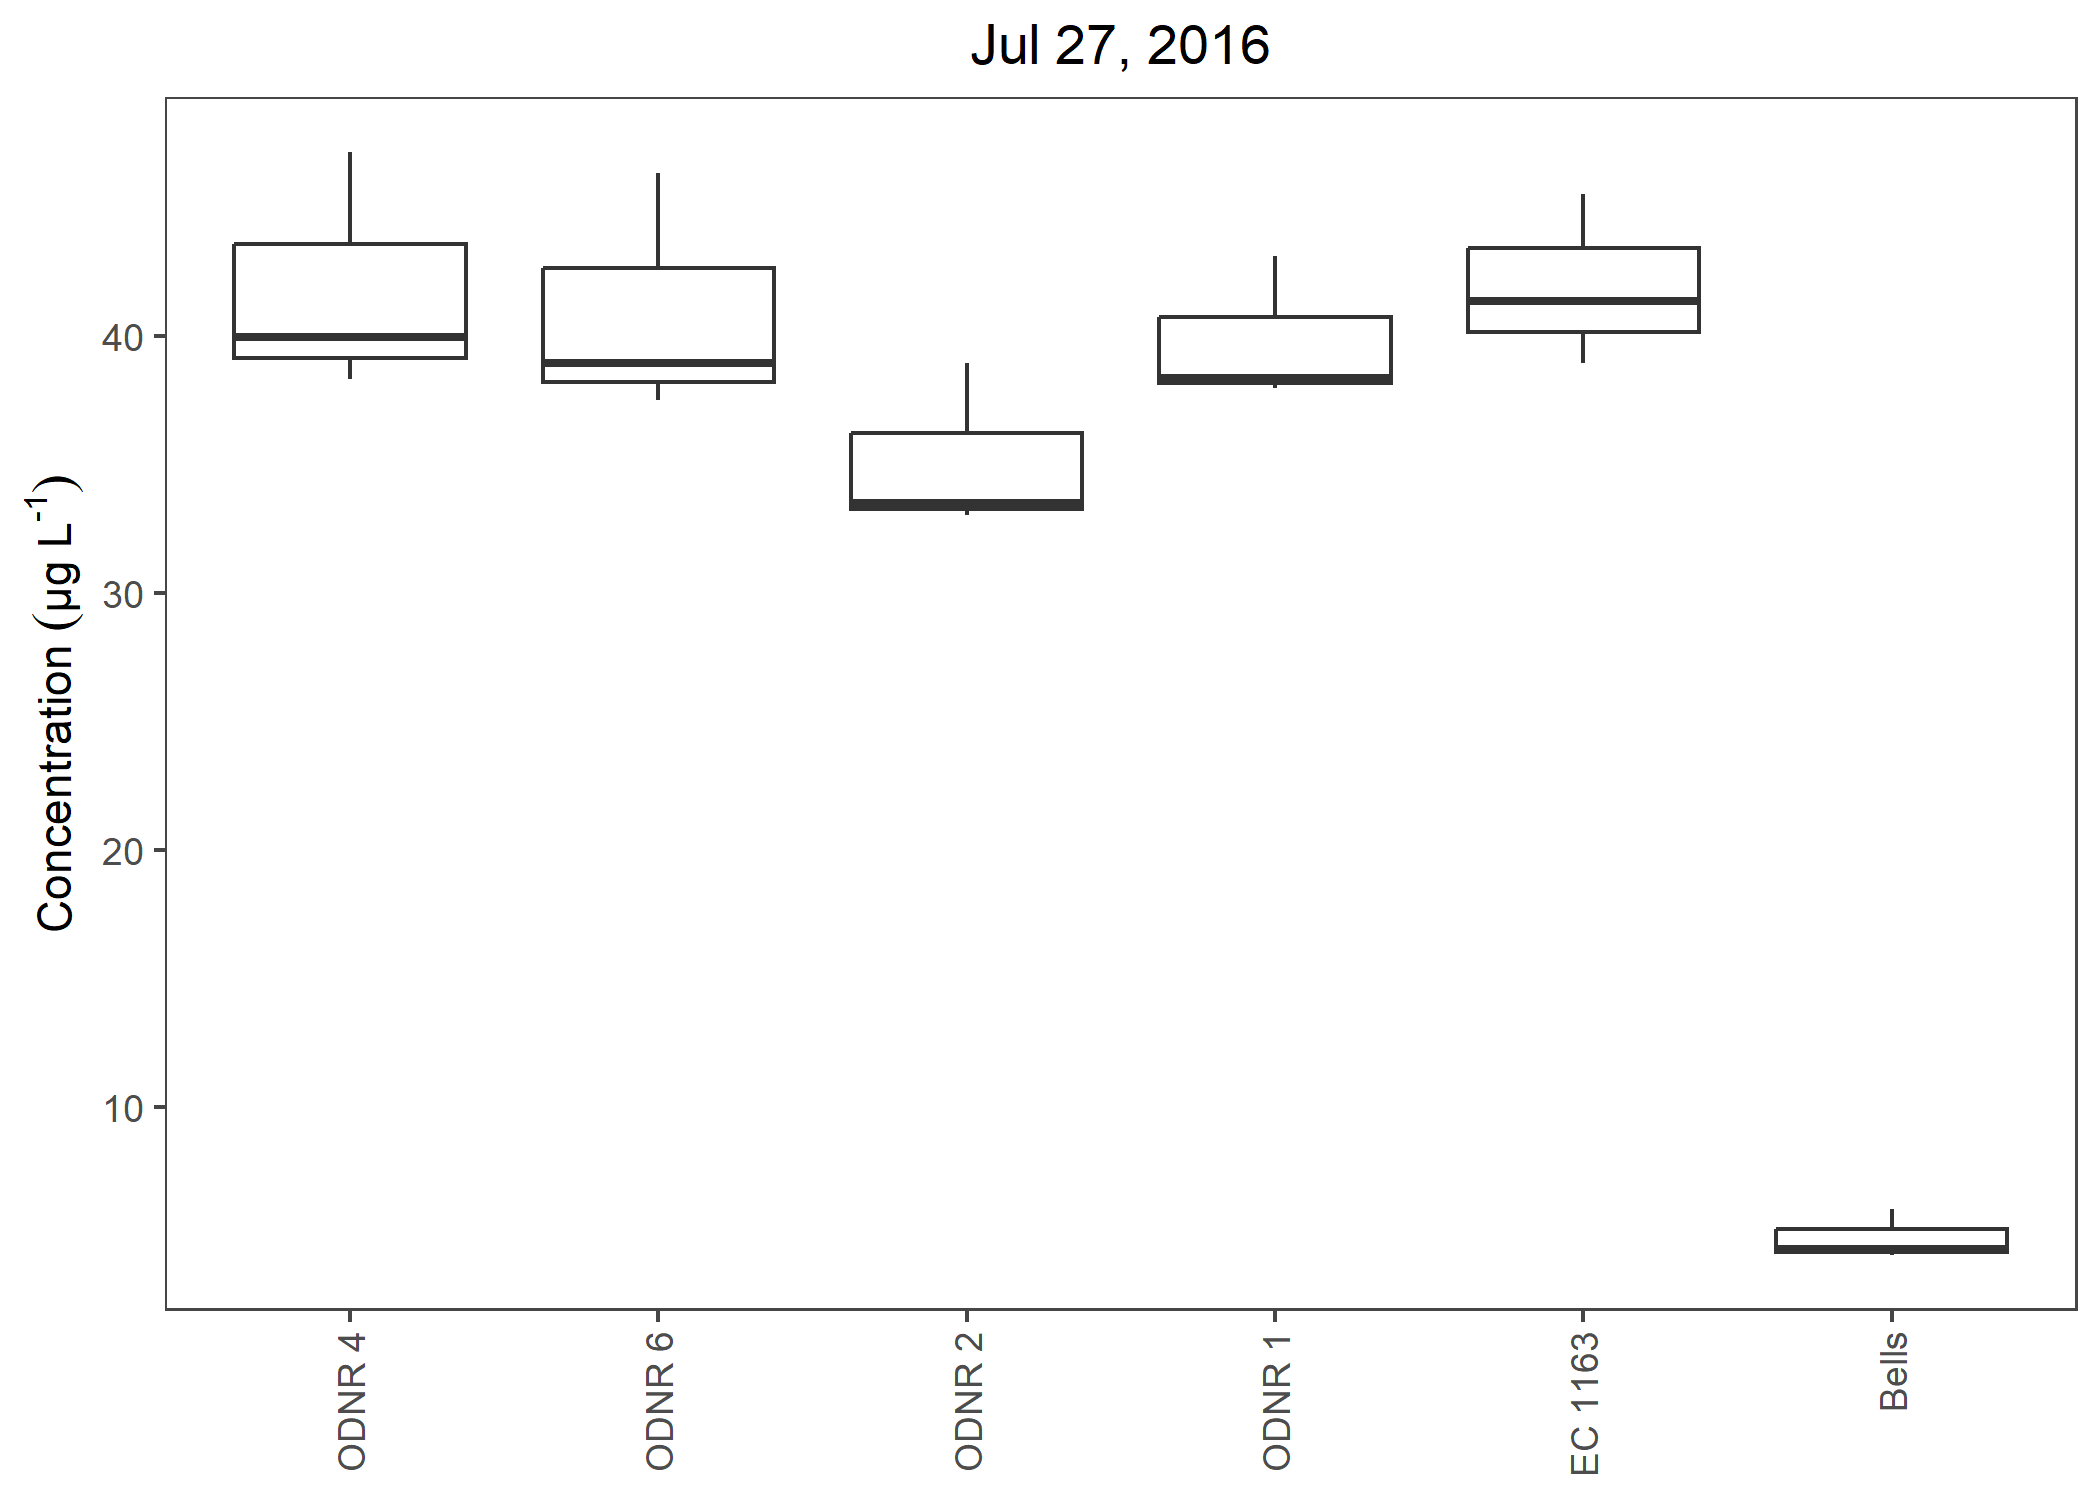 Jul 27, 2016
Concentration (µg L⁻¹)
40
30
20
10
ODNR 4
ODNR 6
ODNR 2
ODNR 1
EC 1163
Bells